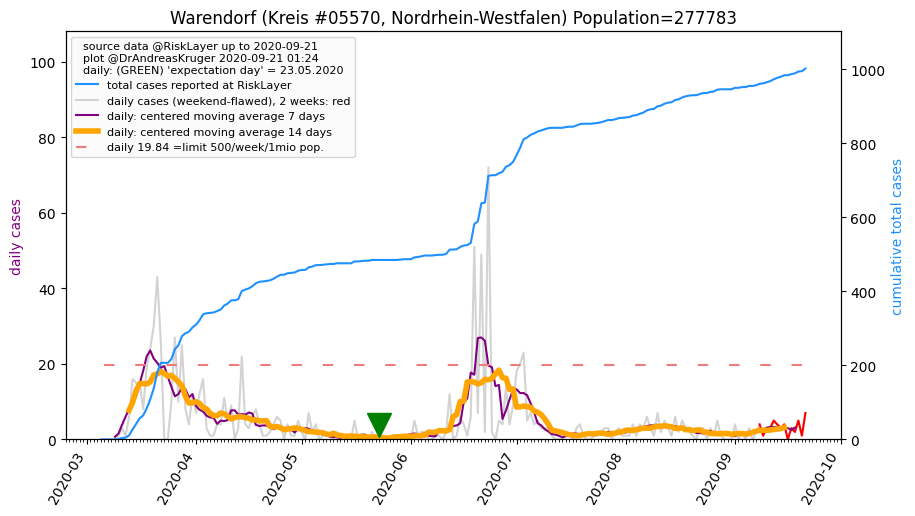 Warendorf (Kreis #05570, Nordrhein-Westfalen) Population=277783
source data @RiskLayer up to 2020-09-21
plot @DrAndreasKruger 2020-09-21 01:24
daily: (GREEN) 'expectation day' = 23.05.2020
total cases reported at RiskLayer
daily cases (weekend-flawed), 2 weeks: red
daily: centered moving average 7 days
daily: centered moving average 14 days
daily 19.84 =limit 500/week/1mio pop.
daily cases
100
80
60
40
20
0
cumulative total cases
1000
800
600
400
200
0
2020-03
2020-04
2020-05
2020-06
2020-07
2020-08
2020-09
2020-10